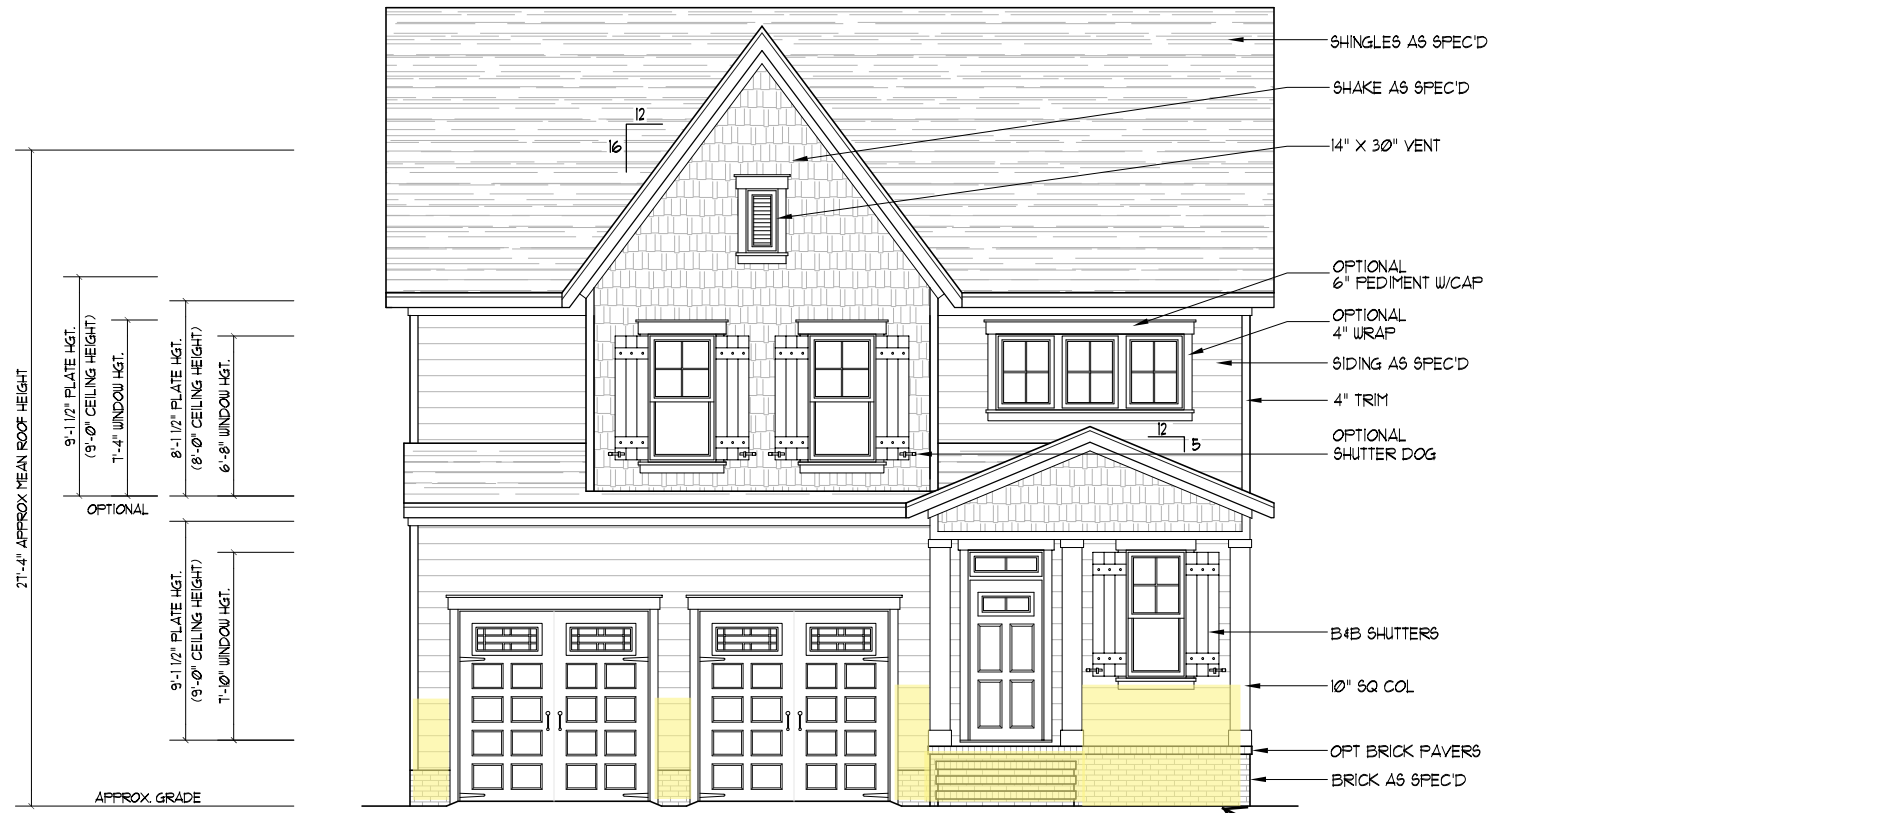 SHINGLES AS SPEC'D
SHAKE AS SPEC'D
12
16
14" X 30" VENT
OPTIONAL
6" PEDIMENT W/CAP
OPTIONAL
4" WRAP
SIDING AS SPEC'D
4" TRIM
12
5
OPTIONAL
SHUTTER DOG
27'-4" APPROX MEAN ROOF HEIGHT
9'-1 1/2" PLATE HGT.
(9'-0" CEILING HEIGHT)
7'-4" WINDOW HGT.
8'-1 1/2" PLATE HGT.
(8'-0" CEILING HEIGHT)
6'-8" WINDOW HGT.
OPTIONAL
9'-1 1/2" PLATE HGT.
(9'-0" CEILING HEIGHT)
7'-10" WINDOW HGT.
B&B SHUTTERS
10" SQ COL
OPT BRICK PAVERS
BRICK AS SPEC'D
APPROX. GRADE